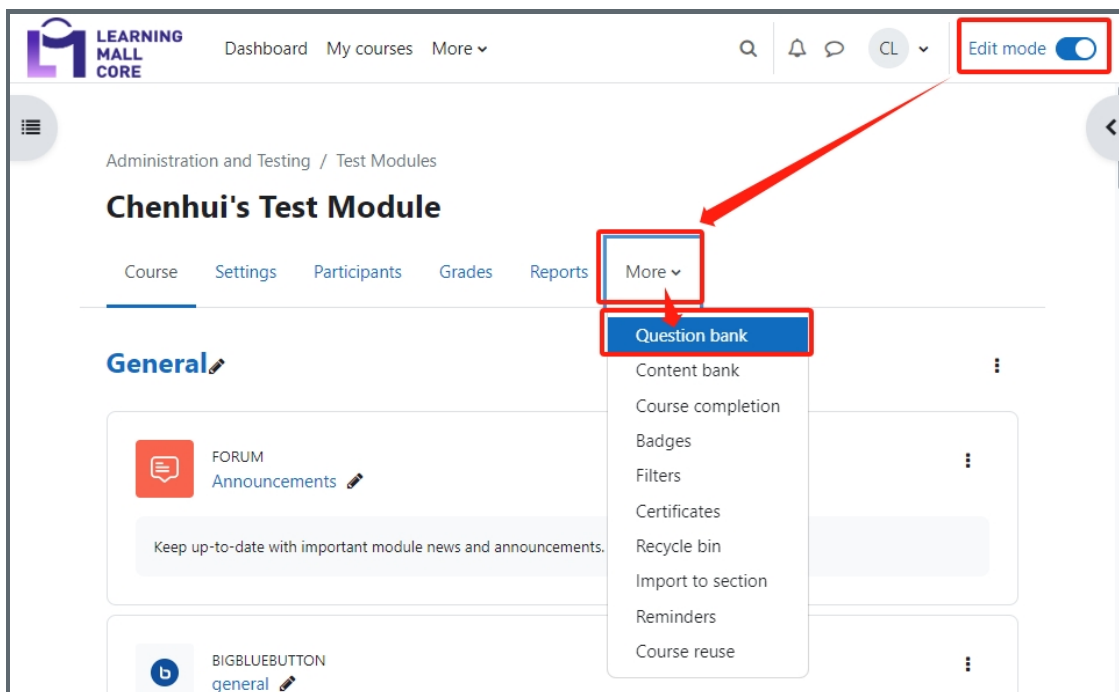 LEARNING
MALL
CORE
Dashboard My courses More
CL
Edit mode
Administration and Testing / Test Modules
Chenhui's Test Module
Course Settings Participants Grades Reports More
Question bank
Content bank
Course completion
Badges
Filters
Certificates
Recycle bin
Import to section
Reminders
Course reuse
General
FORUM
Announcements
Keep up-to-date with important module news and announcements.
BIGBLUEBUTTON
b
general